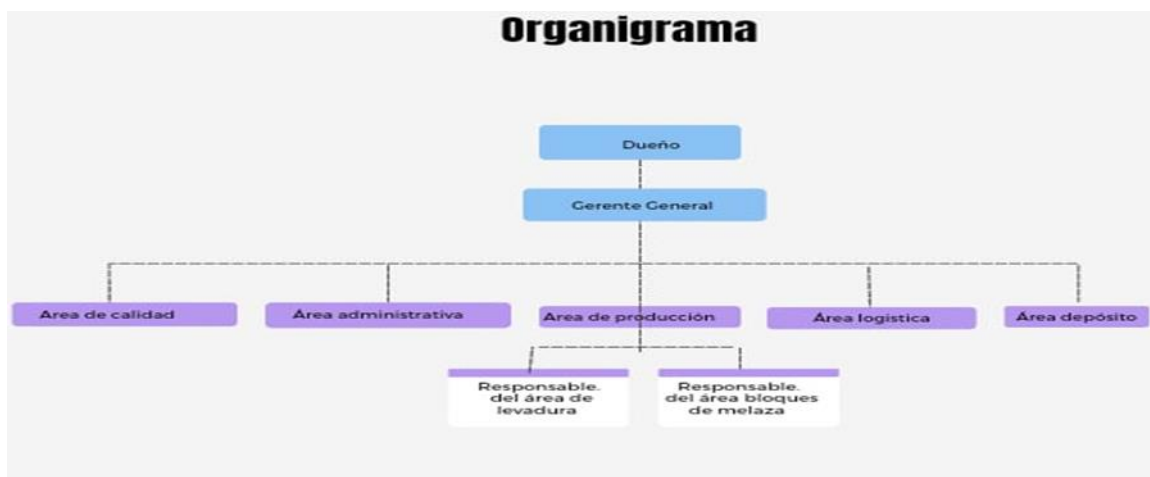 Organigrama
Dueño
Gerente General
Area de calidad
Área administrativa
Area de producción
Área logistica
Área depósito
Responsable.
del área de
levadura
Responsable.
del área bloques
de melaza